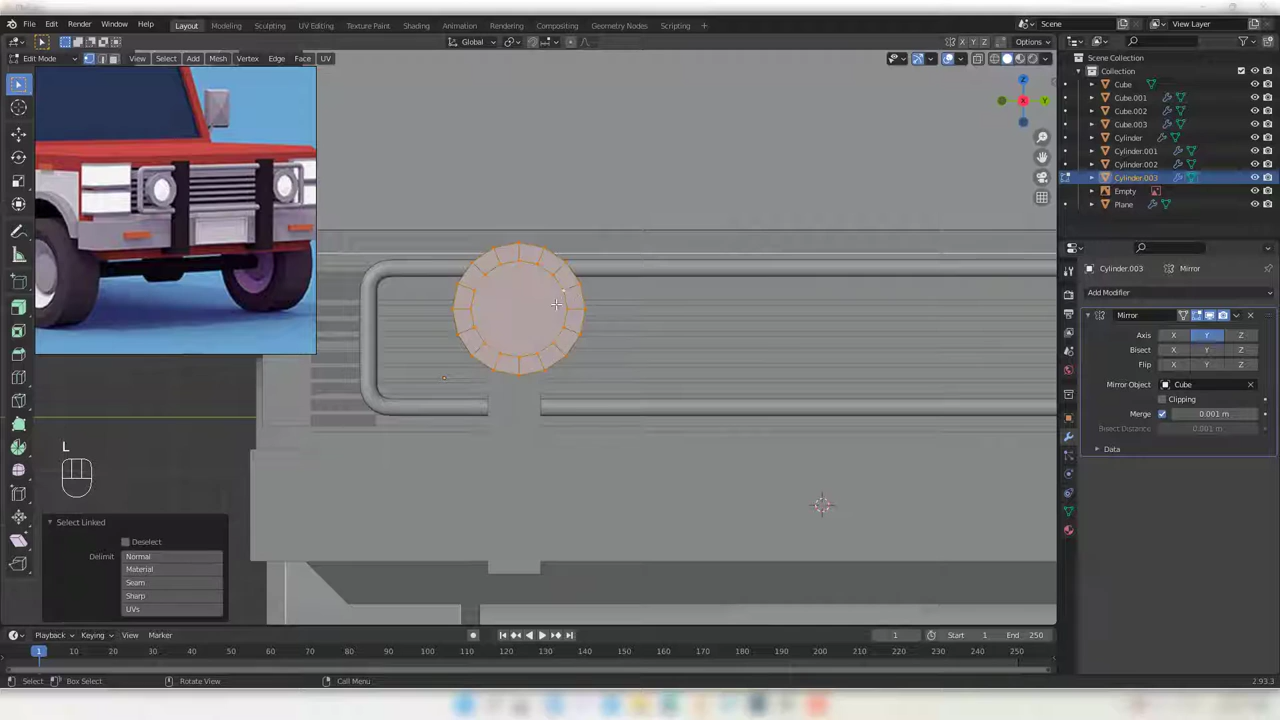 File Edit Render Window Help Layout Modeling Sculpting UV Editing Texture Paint Shading Animation Rendering Compositing Geometry Nodes Scripting + Scene View Layer
Global X Y Z Options
Edit Mode View Select Add Mesh Vertex Edge Face UV
Scene Collection
Collection
Cube
Cube.001
Cube.002
Cube.003
Cylinder
Cylinder.001
Cylinder.002
Cylinder.003
Empty
Plane
Z
X
Y
Cylinder.003 Mirror
Add Modifier
Mirror
Axis X Y Z
Bisect X Y Z
Flip X Y Z
Mirror Object Cube
Clipping
Merge 0.001 m
Bisect Distance 0.001 m
Data
L
Select Linked
Deselect
Delimit Normal
Material
Seam
Sharp
UVs
Playback Keying View Marker 1 Start 1 End 250
1 10 20 30 40 50 60 70 80 90 100 110 120 130 140 150 160 170 180 190 200 210 220 230 240 250
Select Box Select Rotate View Call Menu 2.93.3